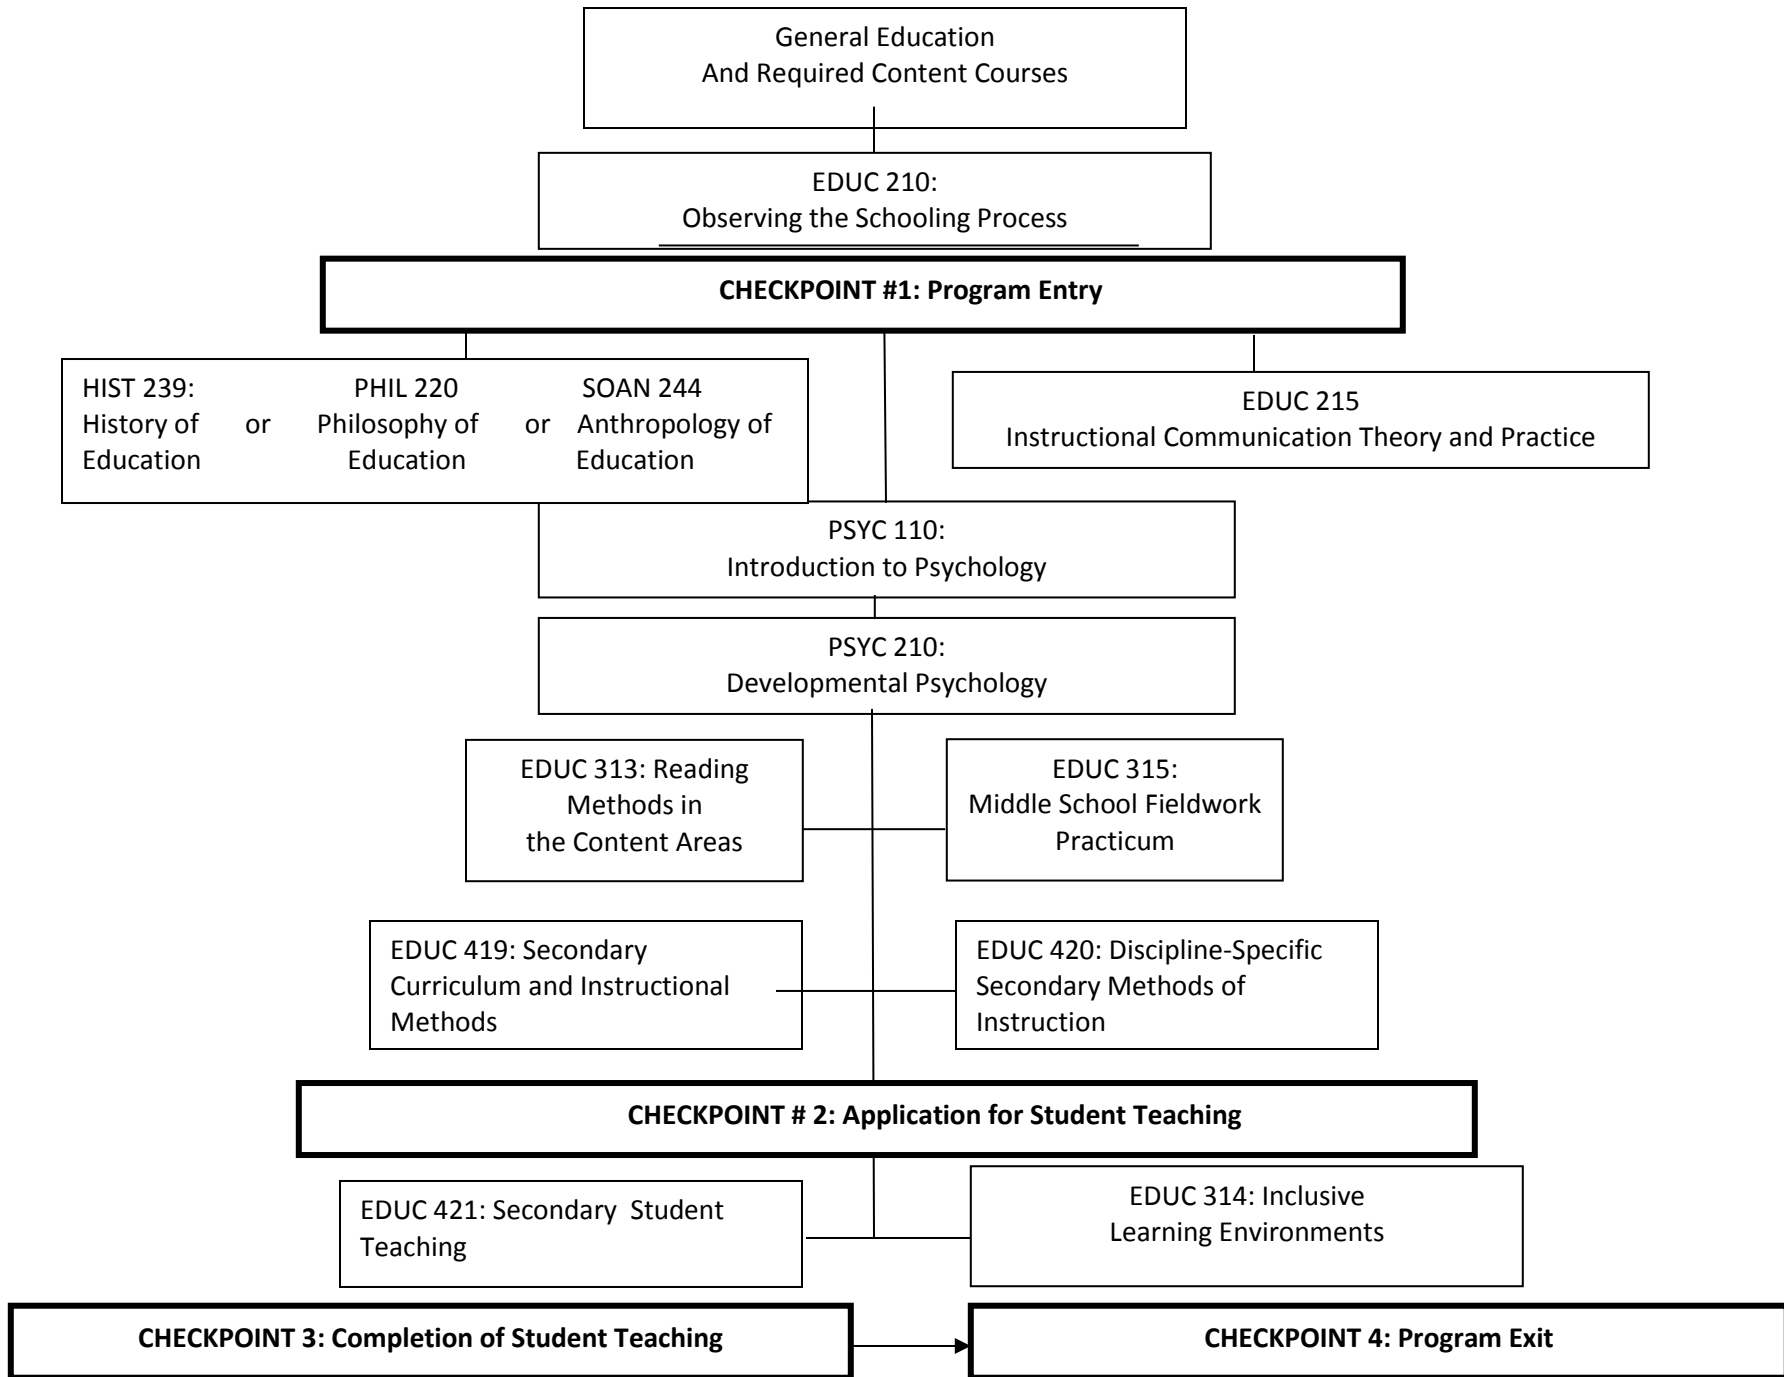 General Education
And Required Content Courses
EDUC 210:
Observing the Schooling Process
CHECKPOINT #1: Program Entry
HIST 239: PHIL 220 SOAN 244
History of or Philosophy of or Anthropology of
Education Education Education
EDUC 215
Instructional Communication Theory and Practice
PSYC 110:
Introduction to Psychology
PSYC 210:
Developmental Psychology
EDUC 313: Reading
Methods in
the Content Areas
EDUC 315:
Middle School Fieldwork
Practicum
EDUC 419: Secondary
Curriculum and Instructional
Methods
EDUC 420: Discipline-Specific
Secondary Methods of
Instruction
CHECKPOINT # 2: Application for Student Teaching
EDUC 421: Secondary  Student
Teaching
EDUC 314: Inclusive
Learning Environments
CHECKPOINT 3: Completion of Student Teaching
CHECKPOINT 4: Program Exit